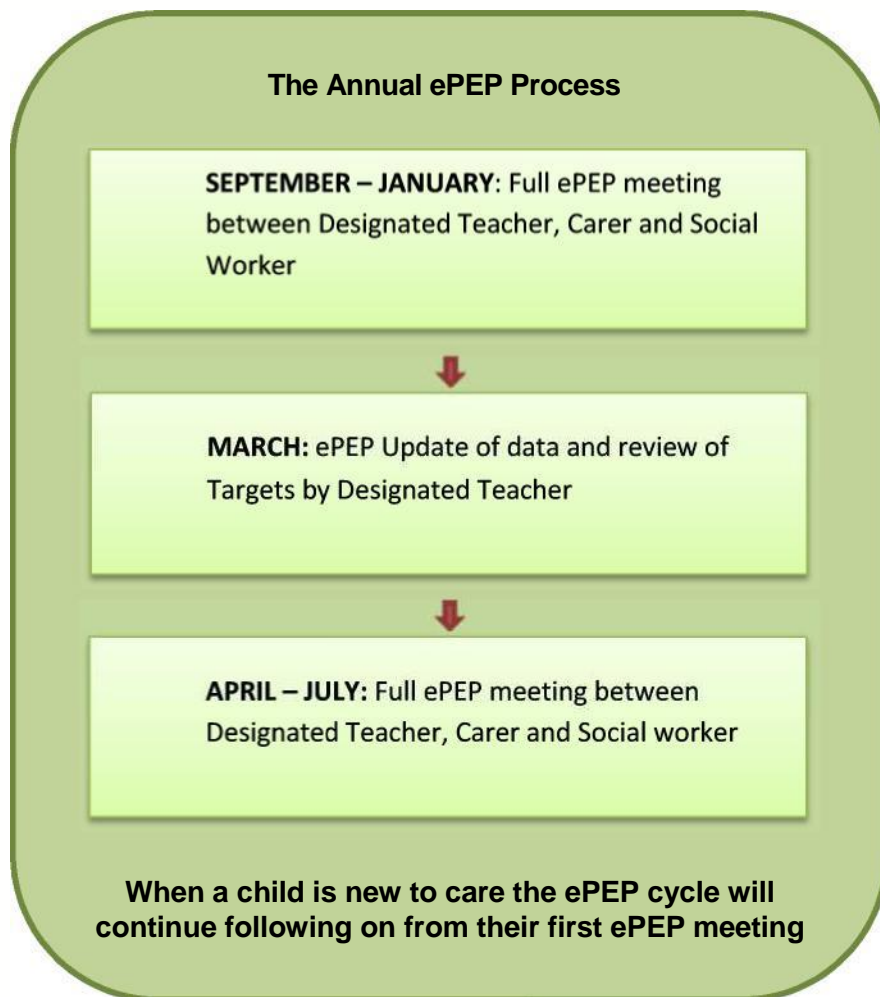 The Annual ePEP Process
SEPTEMBER – JANUARY: Full ePEP meeting
between Designated Teacher, Carer and Social
Worker
MARCH: ePEP Update of data and review of
Targets by Designated Teacher
APRIL – JULY: Full ePEP meeting between
Designated Teacher, Carer and Social worker
When a child is new to care the ePEP cycle will
continue following on from their first ePEP meeting